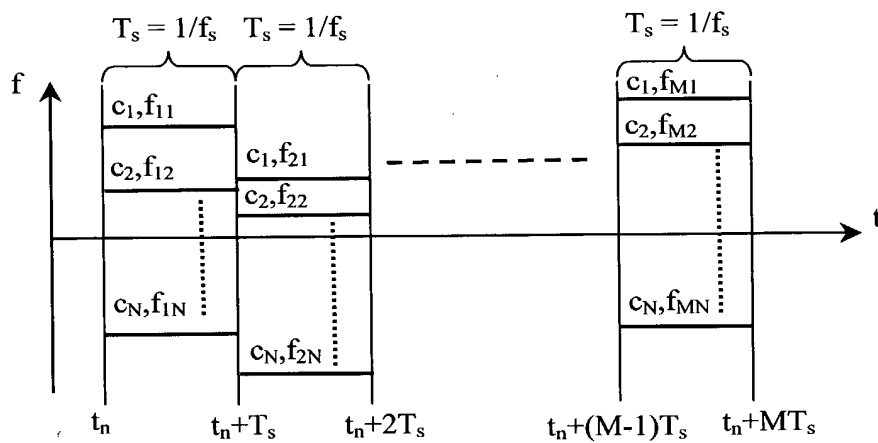 T_s = 1/f_s T_s = 1/f_s T_s = 1/f_s
f
c_1,f_11 c_1,f_M1
c_2,f_12 c_1,f_21 c_2,f_M2
c_2,f_22
t
c_N,f_1N c_N,f_MN
c_N,f_2N
t_n t_n+T_s t_n+2T_s t_n+(M-1)T_s t_n+MT_s